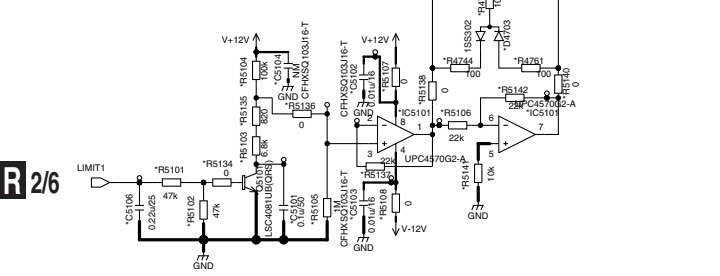 V+12V
*R5104
100k
*C5104
NM
CFHXSQ103J16-T
GND
*R5136
0
*R5135
820
*R5103
6.8k
Q5101
LSC4081UB(QRS)
LIMIT1
*R5101
47k
*R5134
0
*C5106
0.22u/25
*R5102
47k
*C5101
0.1u/50
*R5105
1M
GND
R 2/6
V+12V
CFHXSQ103J16-T
*C5102
0.01u/16
*R5107
0
GND
*IC5101
2
8
1
3
4
UPC4570G2-A
22k
*R5137
CFHXSQ103J16-T
*C5103
0.01u/16
*R5108
0
GND
V-12V
*R5138
0
*R5106
22k
1SS302
*D4703
*R4744
100
*R4761
100
*R5140
0
*R5142
22k
UPC4570G2-A
*IC5101
6
7
5
*R5141
10k
GND